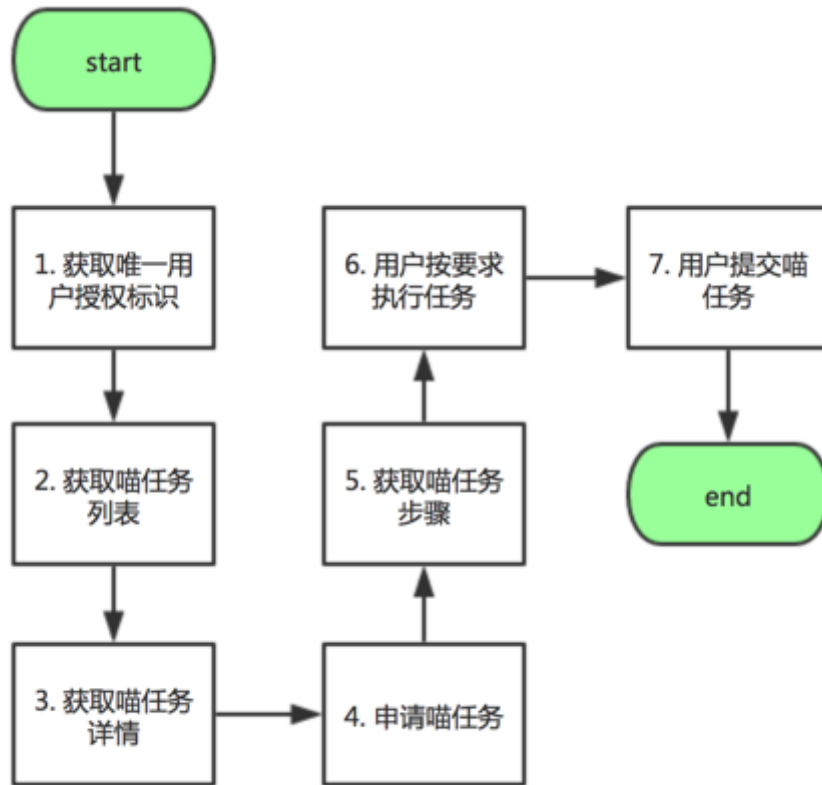 start
1. 获取唯一用
户授权标识
2. 获取喵任务
列表
3. 获取喵任务
详情
4. 申请喵任务
5. 获取喵任务
步骤
6. 用户按要求
执行任务
7. 用户提交喵
任务
end